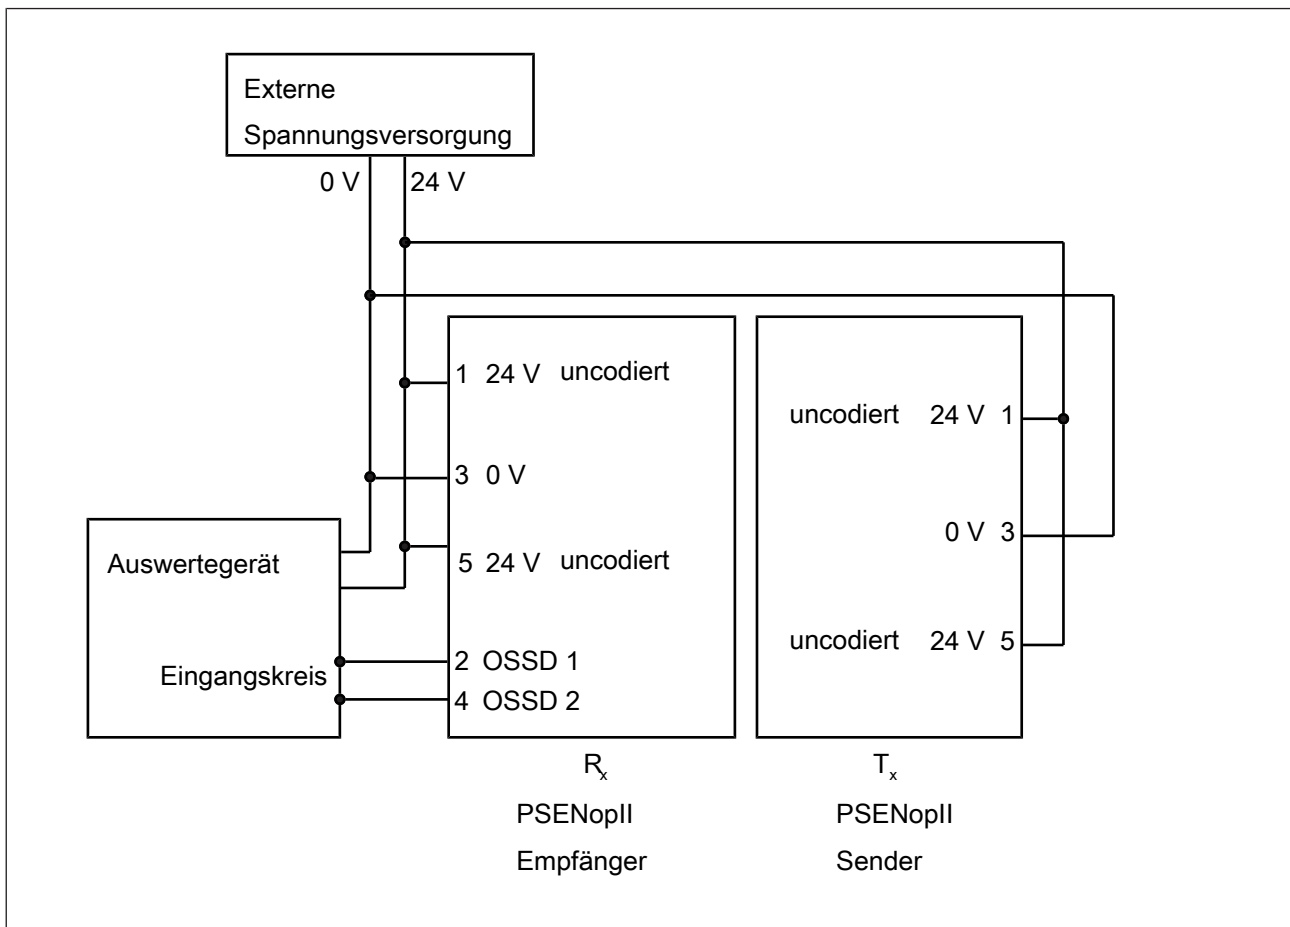 Externe
Spannungsversorgung
0 V 24 V
1 24 V uncodiert
uncodiert 24 V 1
3 0 V
0 V 3
Auswertegerät
5 24 V uncodiert
uncodiert 24 V 5
Eingangskreis
2 OSSD 1
4 OSSD 2
Rx
PSENopII
Empfänger
Tx
PSENopII
Sender